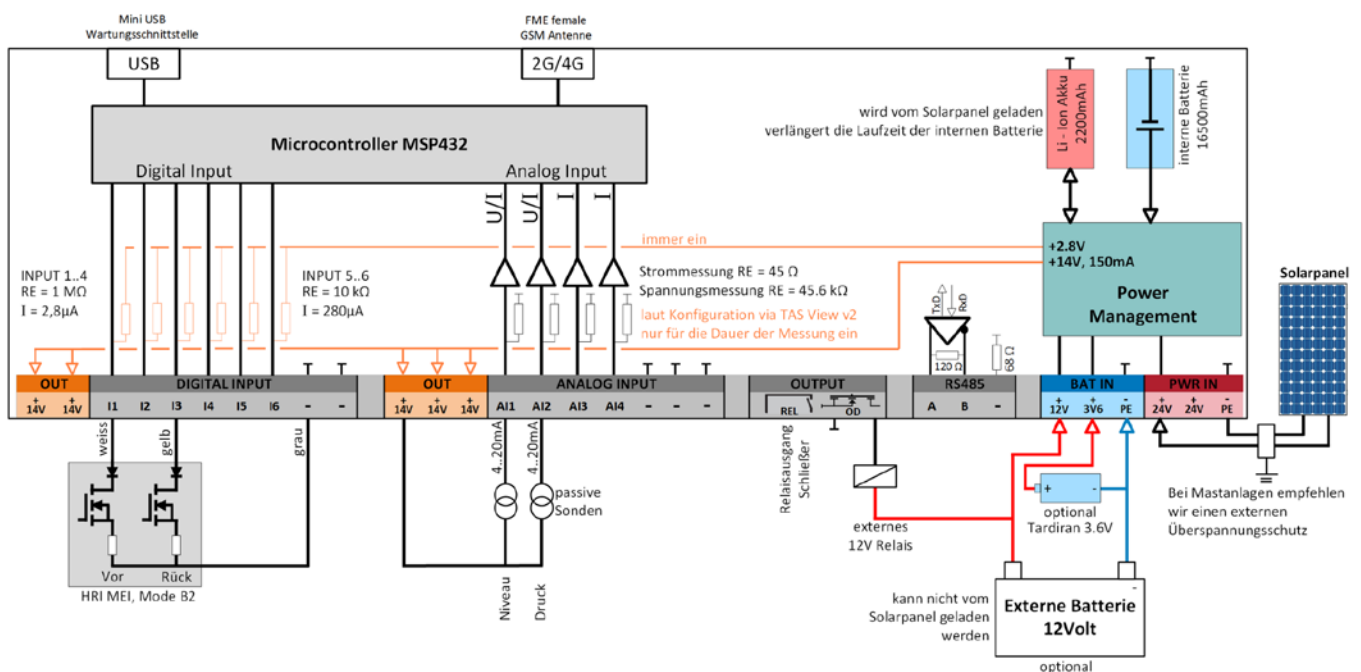 Mini USB
Wartungsschnittstelle
USB
FME female
GSM Antenne
2G/4G
Microcontroller MSP432
Digital Input
Analog Input
wird vom Solarpanel geladen
verlängert die Laufzeit der internen Batterie
Li - Ion Akku
2200mAh
interne Batterie
16500mAh
U/I
U/I
I
I
immer ein
INPUT 1..4
RE = 1 MΩ
I = 2,8µA
INPUT 5..6
RE = 10 kΩ
I = 280µA
Strommessung RE = 45 Ω
Spannungsmessung RE = 45.6 kΩ
laut Konfiguration via TAS View v2
nur für die Dauer der Messung ein
+2.8V
+14V, 150mA
Power
Management
Solarpanel
TxD
RxD
120 Ω
68 Ω
OUT
DIGITAL INPUT
OUT
ANALOG INPUT
OUTPUT
RS485
BAT IN
PWR IN
+ 14V
+ 14V
I1 I2 I3 I4 I5 I6 – –
+ 14V
+ 14V
+ 14V
AI1 AI2 AI3 AI4 – – –
REL
OD
A B –
+ 12V
+ 3V6
- PE
+ 24V
+ 24V
- PE
weiss
gelb
grau
4..20mA
4..20mA
passive
Sonden
Relaisausgang
Schließer
externes
12V Relais
+ -
optional
Tardiran 3.6V
Bei Mastanlagen empfehlen
wir einen externen
Überspannungsschutz
Vor
Rück
HRI MEI, Mode B2
Niveau
Druck
kann nicht vom
Solarpanel geladen
werden
-
Externe Batterie
12Volt
optional